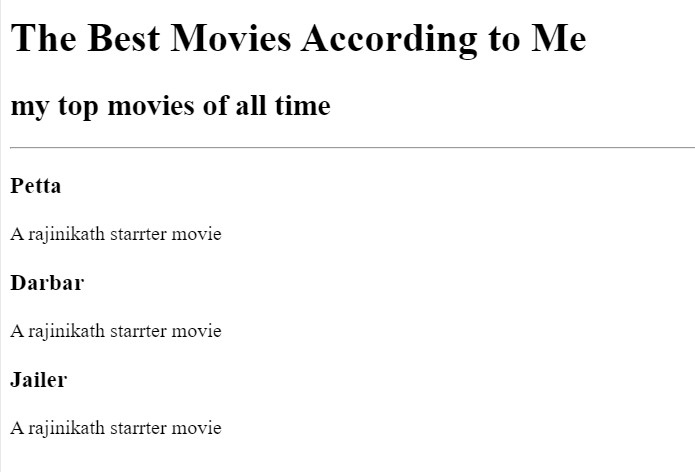 The Best Movies According to Me
my top movies of all time
Petta
A rajinikath starrter movie
Darbar
A rajinikath starrter movie
Jailer
A rajinikath starrter movie